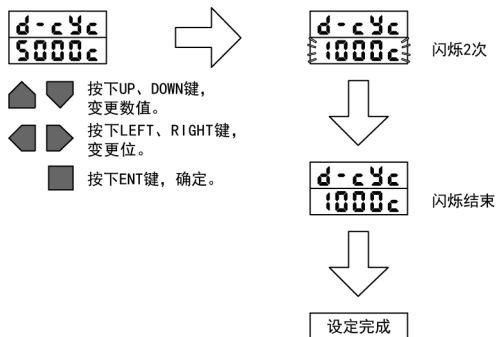 d-cyc
5000c
按下UP、DOWN键，
变更数值。
按下LEFT、RIGHT键，
变更位。
按下ENT键，确定。
d-cyc
1000c
闪烁2次
d-cyc
1000c
闪烁结束
设定完成